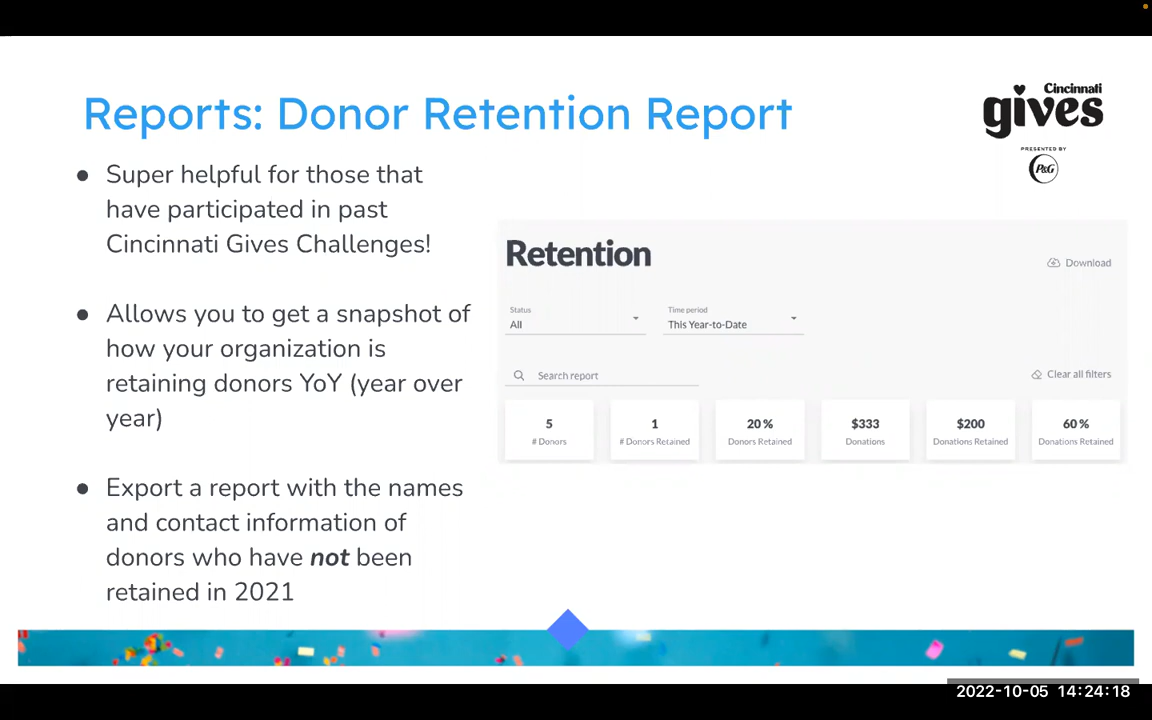 Reports: Donor Retention Report
Cincinnati
gives
PRESENTED BY
P&G
● Super helpful for those that
have participated in past
Cincinnati Gives Challenges!
● Allows you to get a snapshot of
how your organization is
retaining donors YoY (year over
year)
● Export a report with the names
and contact information of
donors who have not been
retained in 2021
Retention
Download
Status
All
Time period
This Year-to-Date
Search report
Clear all filters
5
# Donors
1
# Donors Retained
20 %
Donors Retained
$333
Donations
$200
Donations Retained
60 %
Donations Retained
2022-10-05 14:24:18